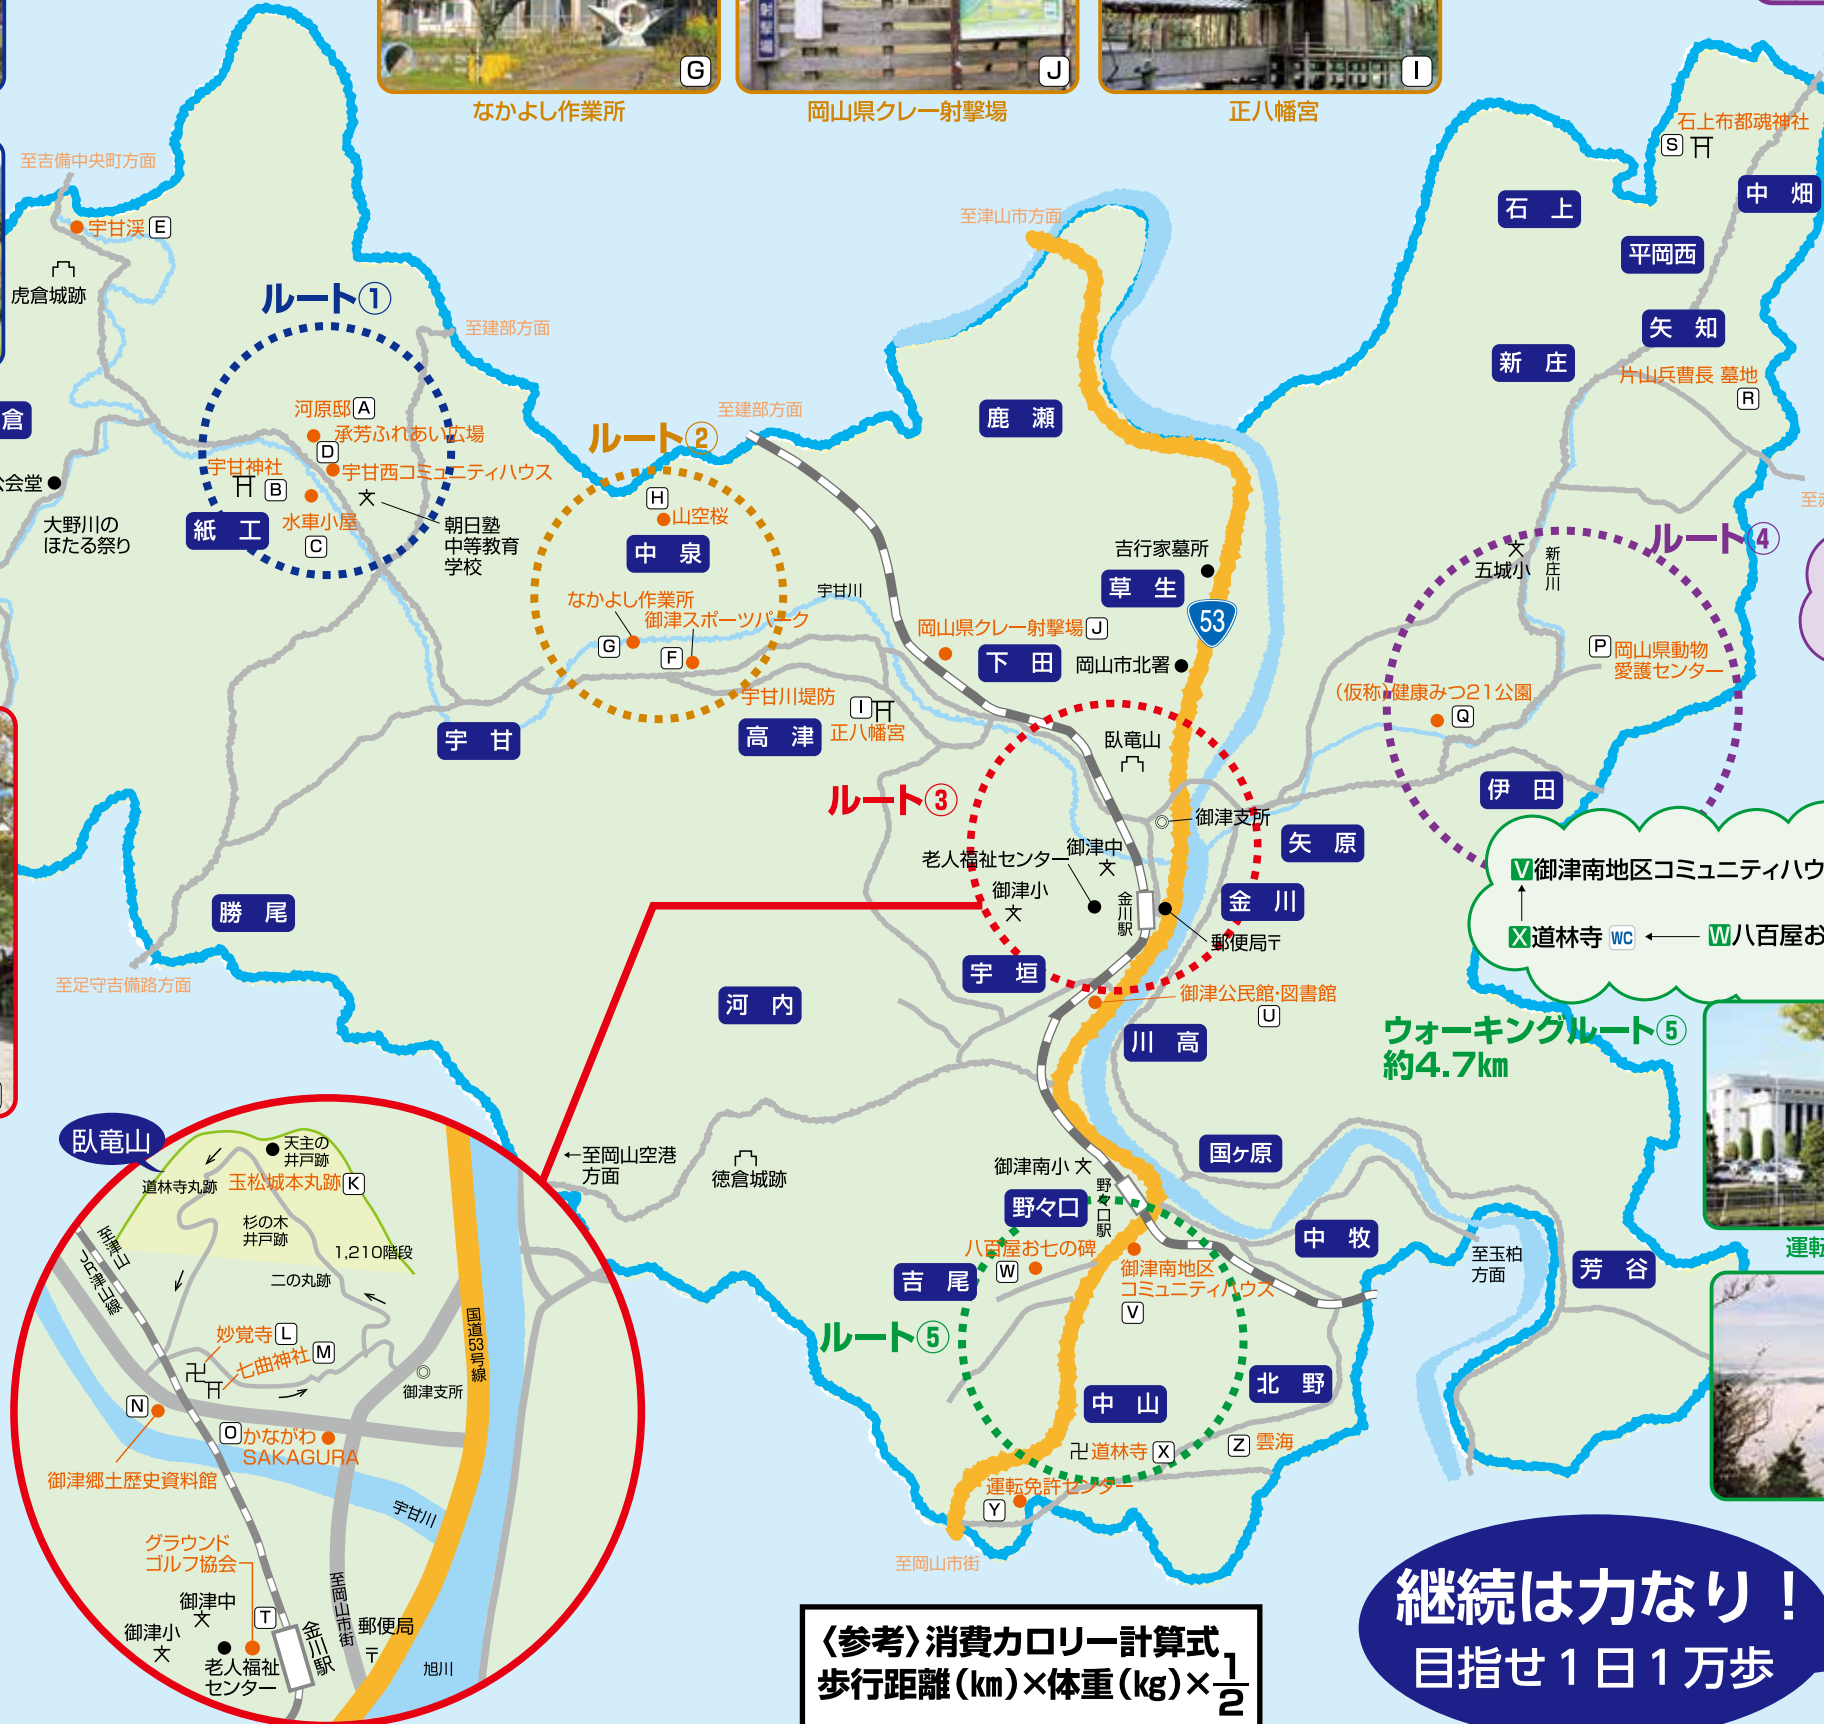 G
J
I
射撃場
なかよし作業所
岡山県クレー射撃場
正八幡宮
至吉備中央町方面
宇甘渓 E
虎倉城跡
ルート①
至建部方面
河原邸 A
承芳ふれあい広場
D
宇甘西コミュニティハウス
宇甘神社
B
水車小屋
C
紙 工
朝日塾
中等教育
学校
倉
公会堂
大野川の
ほたる祭り
ルート②
至建部方面
H
山空桜
中 泉
なかよし作業所
御津スポーツパーク
G
F
宇甘川
宇甘川堤防
I
正八幡宮
高 津
宇 甘
至津山市方面
鹿 瀬
吉行家墓所
草 生
53
岡山県クレー射撃場 J
下 田
岡山市北署
石上布都魂神社
S
中 畑
石 上
平岡西
矢 知
新 庄
片山兵曹長 墓地
R
ルート④
五城小
新庄川
P 岡山県動物
愛護センター
(仮称)健康みつ21公園
Q
伊 田
ルート③
臥竜山
御津支所
矢 原
老人福祉センター
御津中
御津小
金川駅
金 川
郵便局〒
宇 垣
御津公民館・図書館
U
川 高
勝 尾
至足守吉備路方面
河 内
V御津南地区コミュニティハウ
X道林寺 WC
W八百屋お
ウォーキングルート⑤
約4.7km
運転
←至岡山空港
方面
徳倉城跡
御津南小
野々口
野々口駅
国ヶ原
中 牧
至玉柏
方面
芳 谷
八百屋お七の碑
W
御津南地区
コミュニティハウス
V
吉 尾
ルート⑤
中 山
北 野
卍道林寺 X
Z 雲海
運転免許センター
Y
至岡山市街
臥竜山
天主の
井戸跡
道林寺丸跡
玉松城本丸跡 K
杉の木
井戸跡
1,210階段
二の丸跡
至津山
JR津山線
妙覚寺 L
七曲神社 M
卍
国道53号線
御津支所
N
O かながわ
SAKAGURA
御津郷土歴史資料館
宇甘川
グラウンド
ゴルフ協会
御津中
T
御津小
老人福祉
センター
金川駅
至岡山市街
郵便局
〒
旭川
〈参考〉消費カロリー計算式
歩行距離(km)×体重(kg)×1/2
継続は力なり!
目指せ1日1万歩